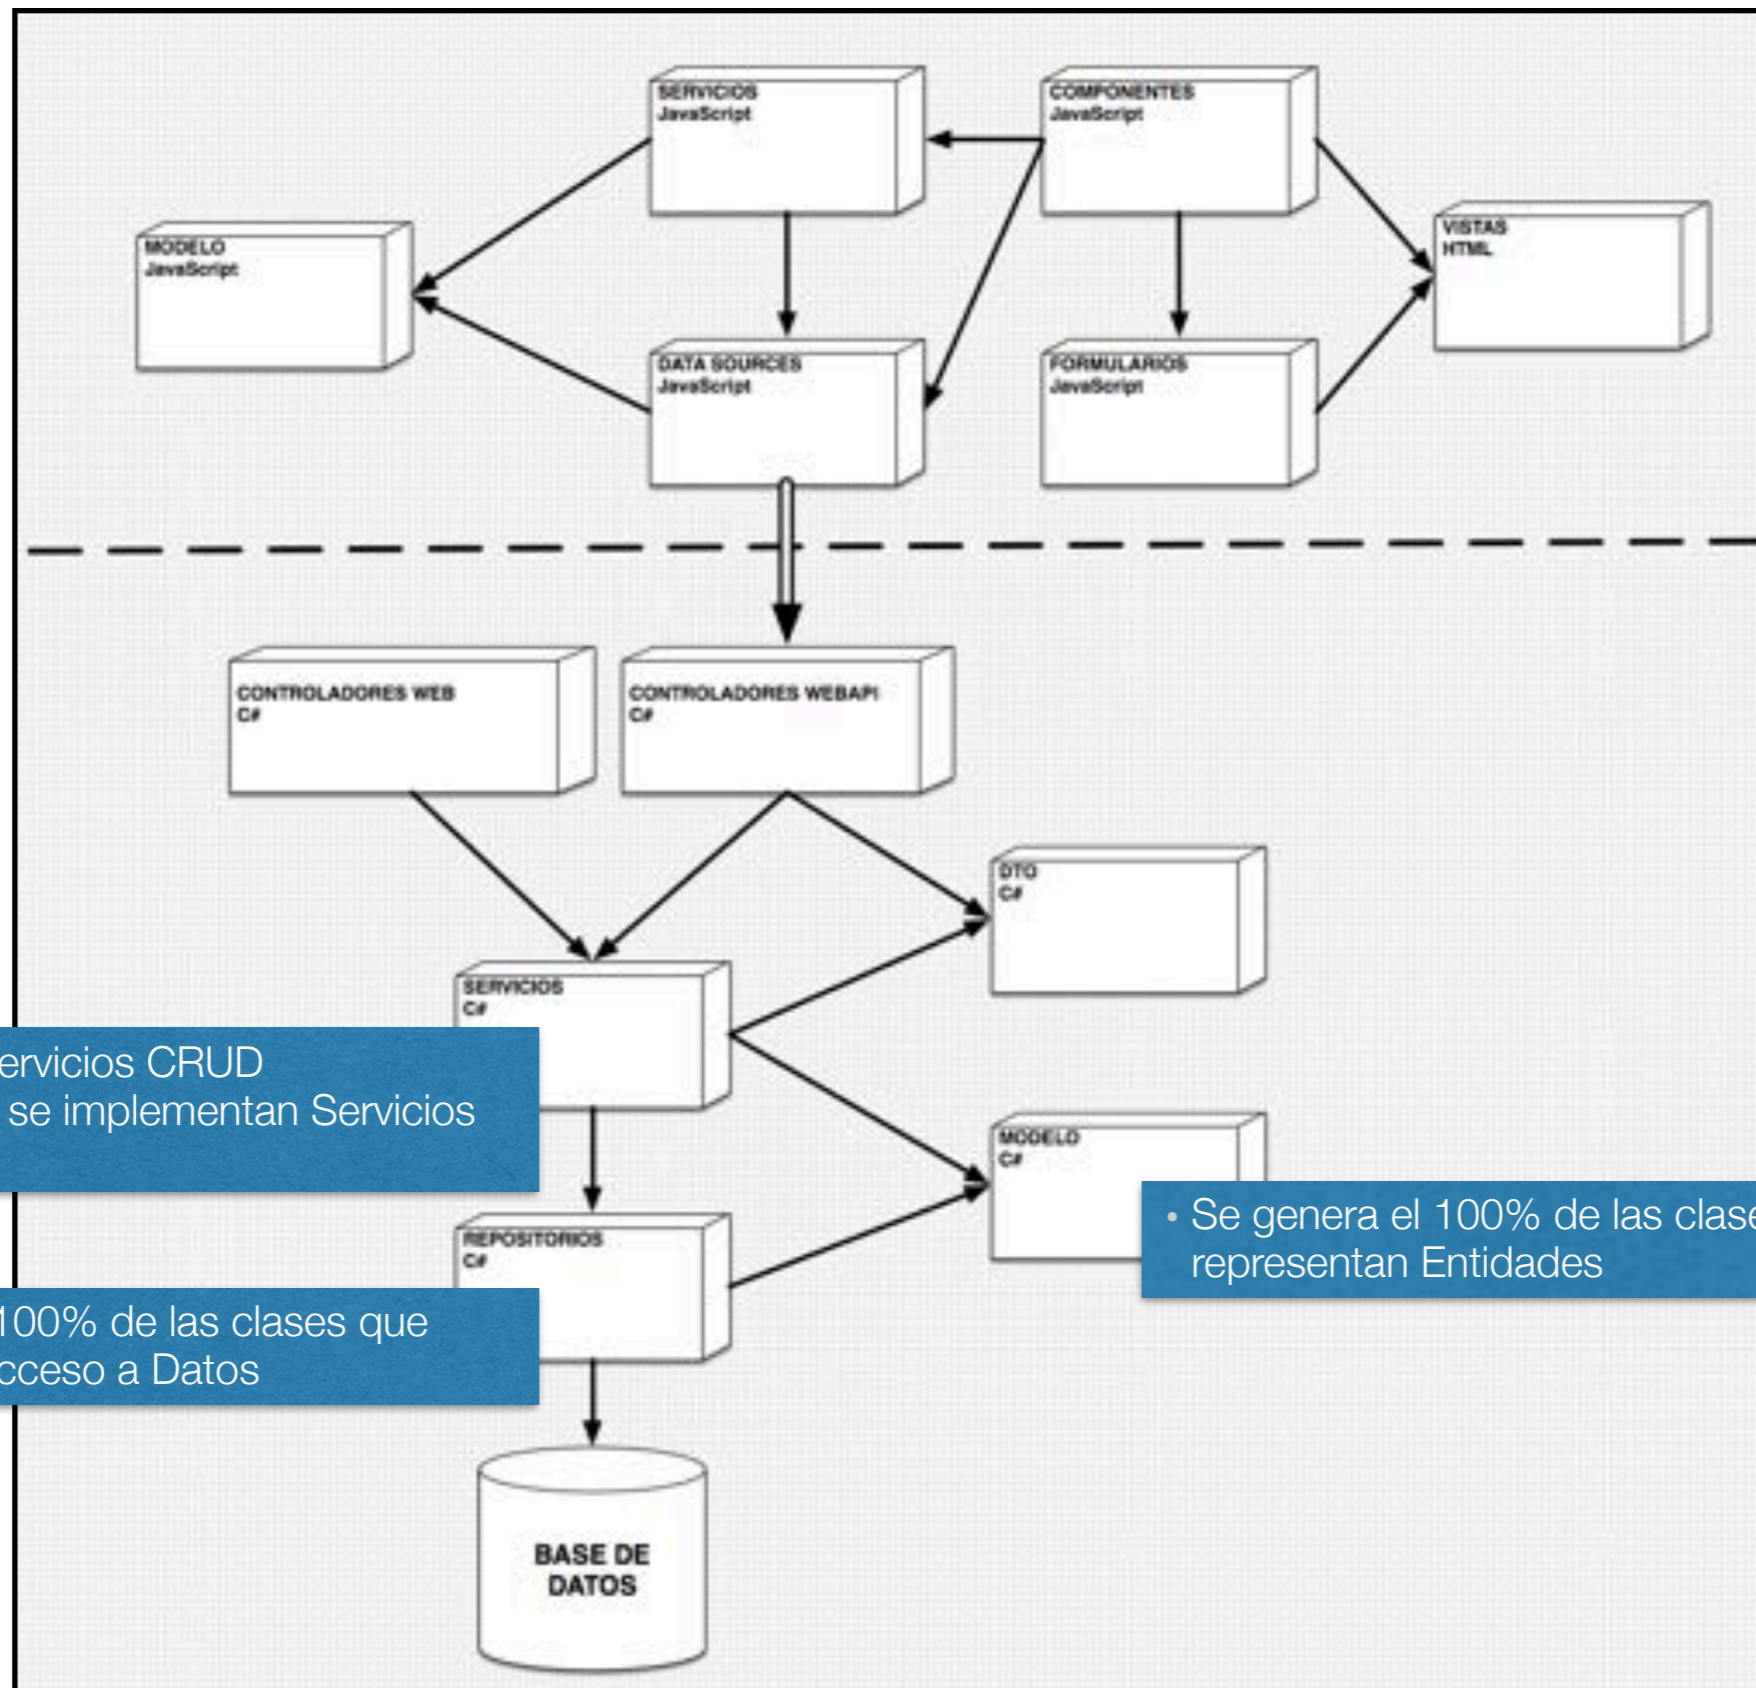 SERVICIOS
JavaScript
COMPONENTES
JavaScript
MODELO
JavaScript
VISTAS
HTML
DATA SOURCES
JavaScript
FORMULARIOS
JavaScript
CONTROLADORES WEB
C#
CONTROLADORES WEBAPI
C#
DTO
C#
SERVICIOS
C#
ervicios CRUD
se implementan Servicios
MODELO
C#
• Se genera el 100% de las clase
representan Entidades
REPOSITORIOS
C#
100% de las clases que
cceso a Datos
BASE DE
DATOS